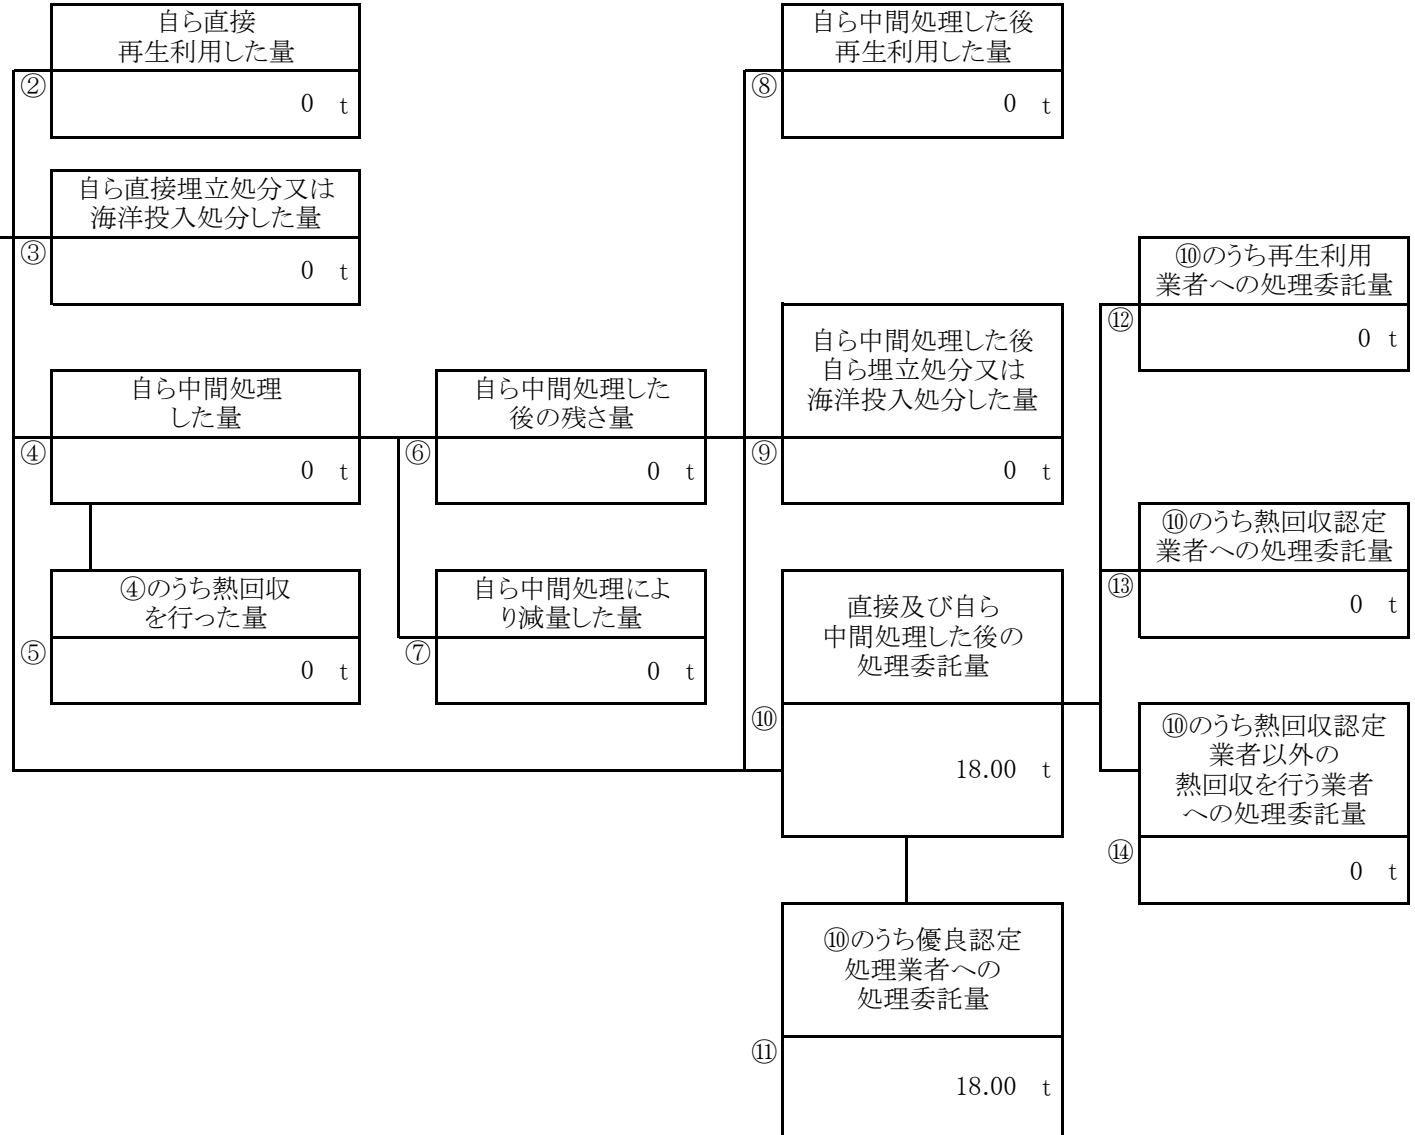 自ら直接
再生利用した量
②
0 t
自ら直接埋立処分又は
海洋投入処分した量
③
0 t
自ら中間処理
した量
④
0 t
④のうち熱回収
を行った量
⑤
0 t
自ら中間処理した
後の残さ量
⑥
0 t
自ら中間処理によ
り減量した量
⑦
0 t
自ら中間処理した後
再生利用した量
⑧
0 t
自ら中間処理した後
自ら埋立処分又は
海洋投入処分した量
⑨
0 t
直接及び自ら
中間処理した後の
処理委託量
⑩
18.00 t
⑩のうち優良認定
処理業者への
処理委託量
⑪
18.00 t
⑩のうち再生利用
業者への処理委託量
⑫
0 t
⑩のうち熱回収認定
業者への処理委託量
⑬
0 t
⑩のうち熱回収認定
業者以外の
熱回収を行う業者
への処理委託量
⑭
0 t